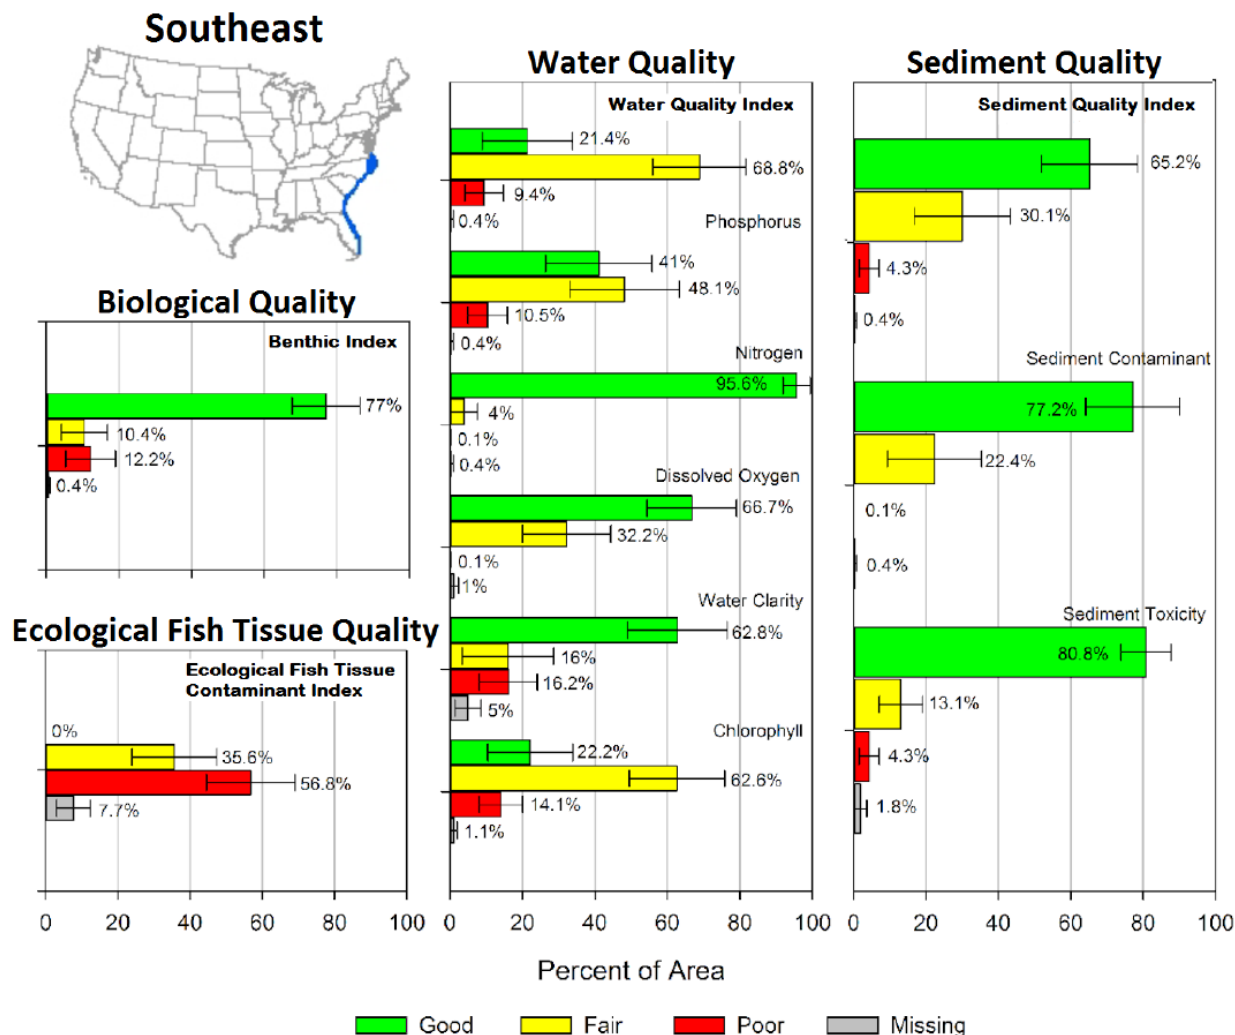 Southeast
Biological Quality
Benthic Index
77%
10.4%
12.2%
0.4%
Ecological Fish Tissue Quality
Ecological Fish Tissue
Contaminant Index
0%
35.6%
56.8%
7.7%
0 20 40 60 80 100
Water Quality
Water Quality Index
21.4%
68.8%
9.4%
0.4%
Phosphorus
41%
48.1%
10.5%
0.4%
Nitrogen
95.6%
4%
0.1%
0.4%
Dissolved Oxygen
66.7%
32.2%
0.1%
1%
Water Clarity
62.8%
16%
16.2%
5%
Chlorophyll
22.2%
62.6%
14.1%
1.1%
0 20 40 60 80 100
Sediment Quality
Sediment Quality Index
65.2%
30.1%
4.3%
0.4%
Sediment Contaminant
77.2%
22.4%
0.1%
0.4%
Sediment Toxicity
80.8%
13.1%
4.3%
1.8%
0 20 40 60 80 100
Percent of Area
Good Fair Poor Missing